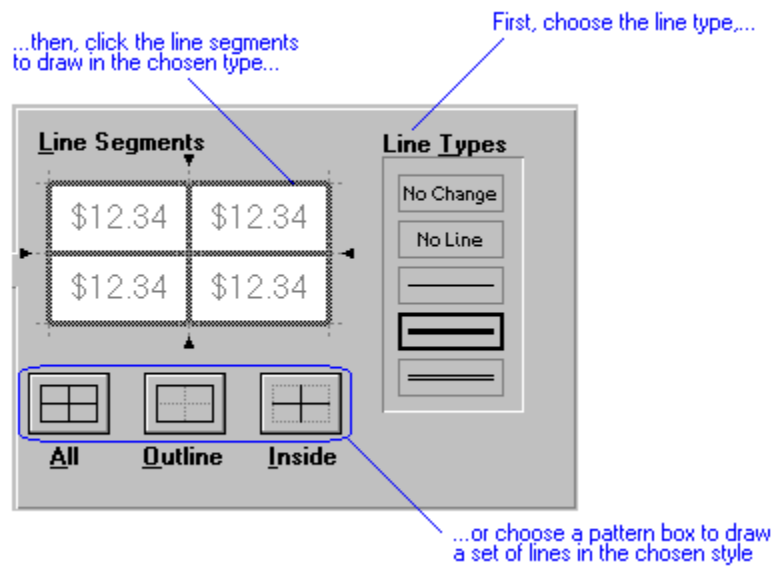 First, choose the line type,...
...then, click the line segments
to draw in the chosen type...
Line Segments
Line Types
$12.34 $12.34
$12.34 $12.34
No Change
No Line
All Outline Inside
...or choose a pattern box to draw
a set of lines in the chosen style